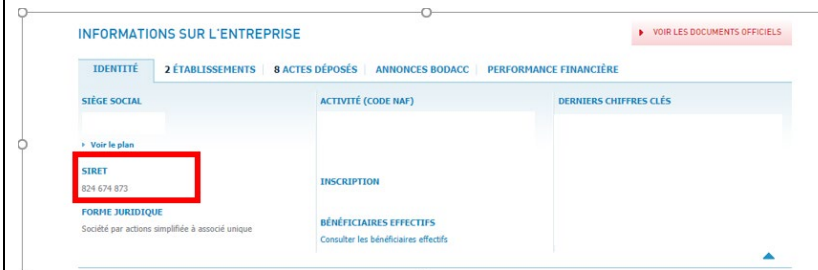 INFORMATIONS SUR L'ENTREPRISE
VOIR LES DOCUMENTS OFFICIELS
IDENTITÉ 2 ÉTABLISSEMENTS 8 ACTES DÉPOSÉS ANNONCES BODACC PERFORMANCE FINANCIÈRE
SIÈGE SOCIAL
Voir le plan
SIRET
824 674 873
FORME JURIDIQUE
Société par actions simplifiée à associé unique
ACTIVITÉ (CODE NAF)
INSCRIPTION
BÉNÉFICIAIRES EFFECTIFS
Consulter les bénéficiaires effectifs
DERNIERS CHIFFRES CLÉS